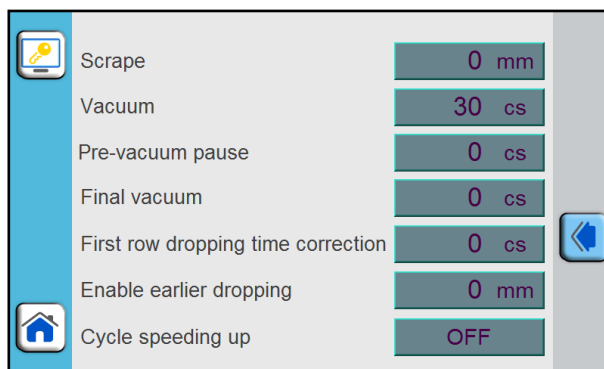 Scrape 0 mm
Vacuum 30 cs
Pre-vacuum pause 0 cs
Final vacuum 0 cs
First row dropping time correction 0 cs
Enable earlier dropping 0 mm
Cycle speeding up OFF